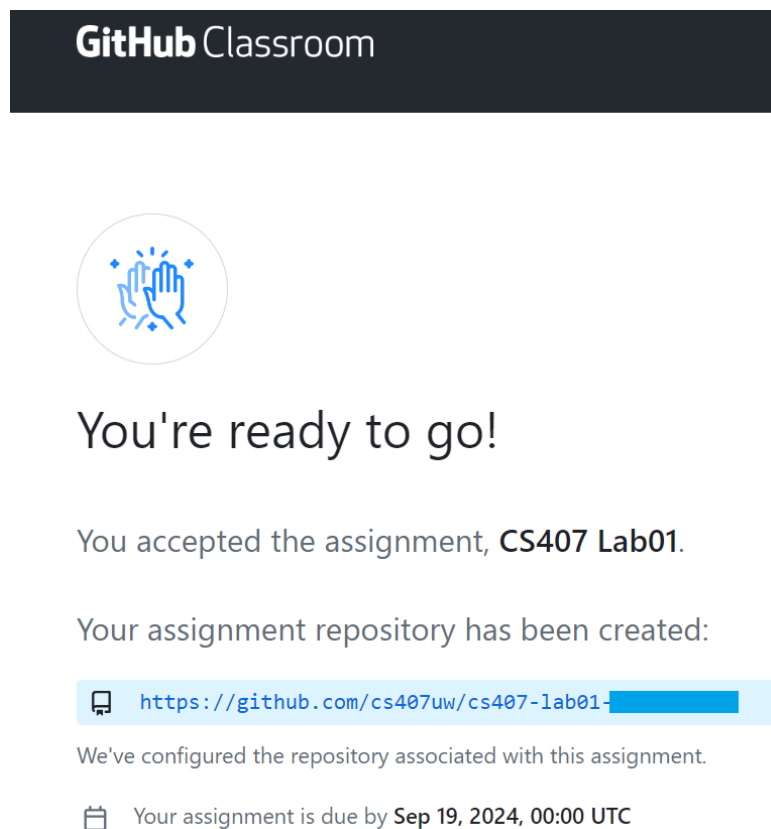 GitHub Classroom
You're ready to go!
You accepted the assignment, CS407 Lab01.
Your assignment repository has been created:
https://github.com/cs407uw/cs407-lab01-
We've configured the repository associated with this assignment.
Your assignment is due by Sep 19, 2024, 00:00 UTC